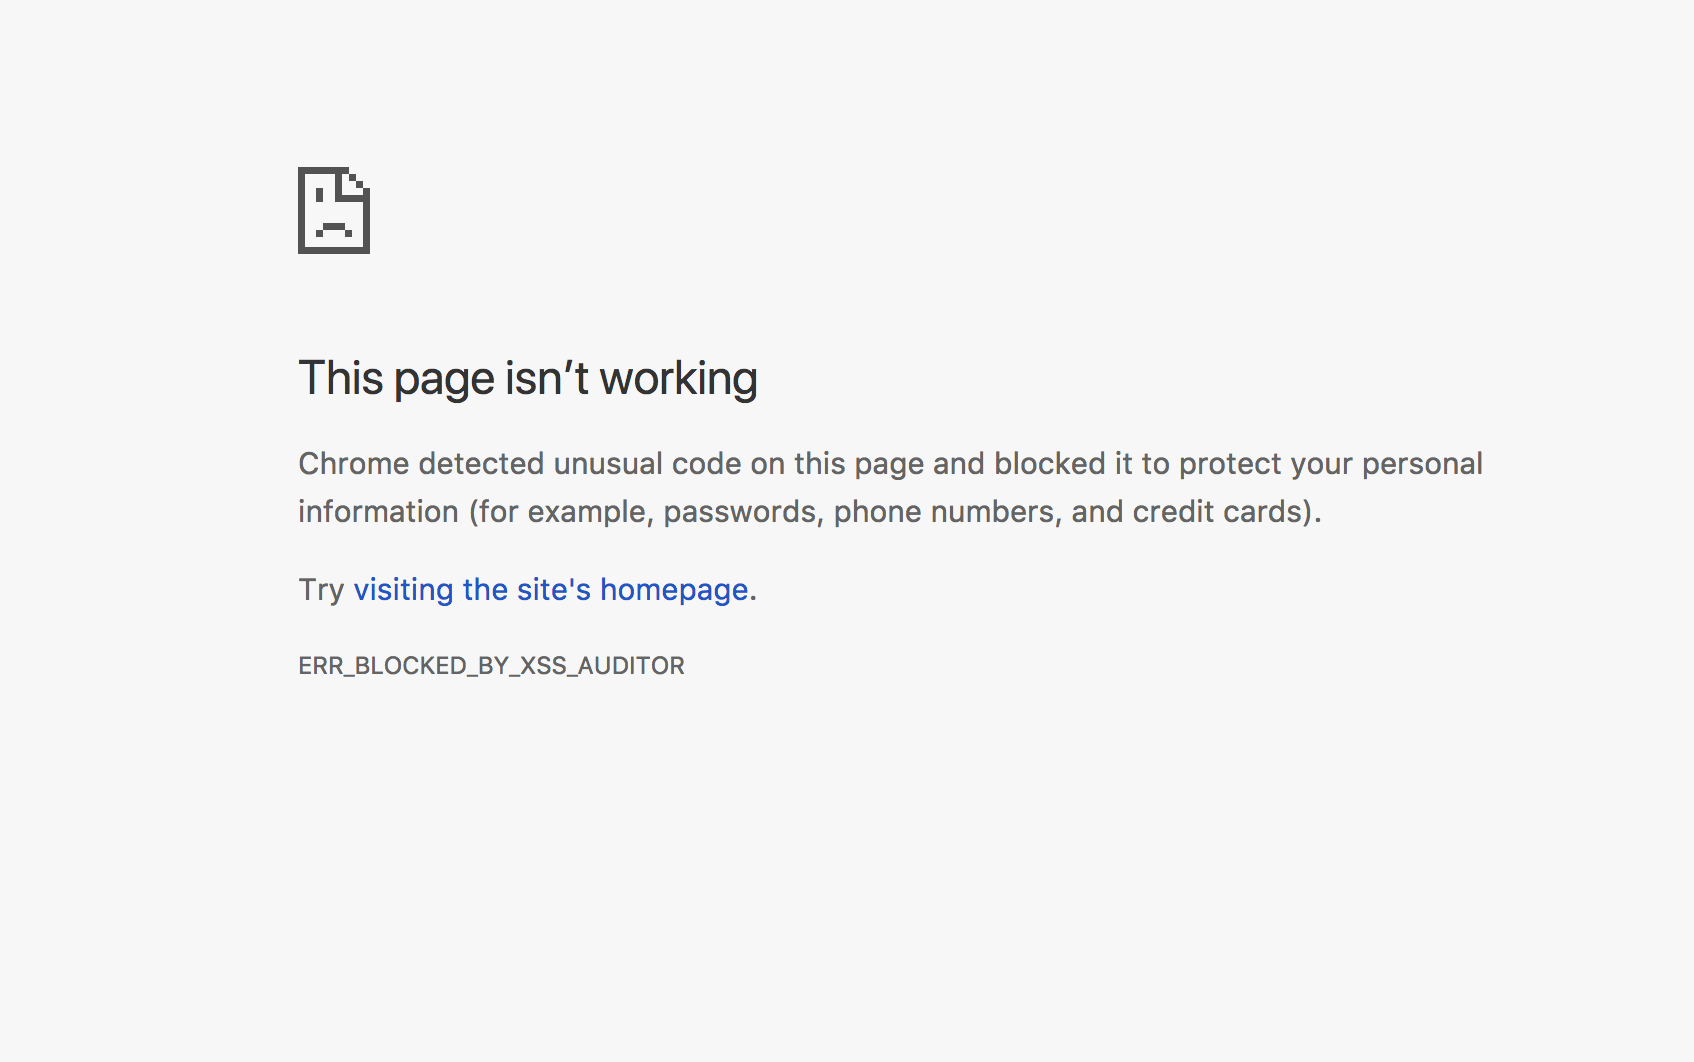 This page isn’t working
Chrome detected unusual code on this page and blocked it to protect your personal
information (for example, passwords, phone numbers, and credit cards).
Try visiting the site's homepage.
ERR_BLOCKED_BY_XSS_AUDITOR